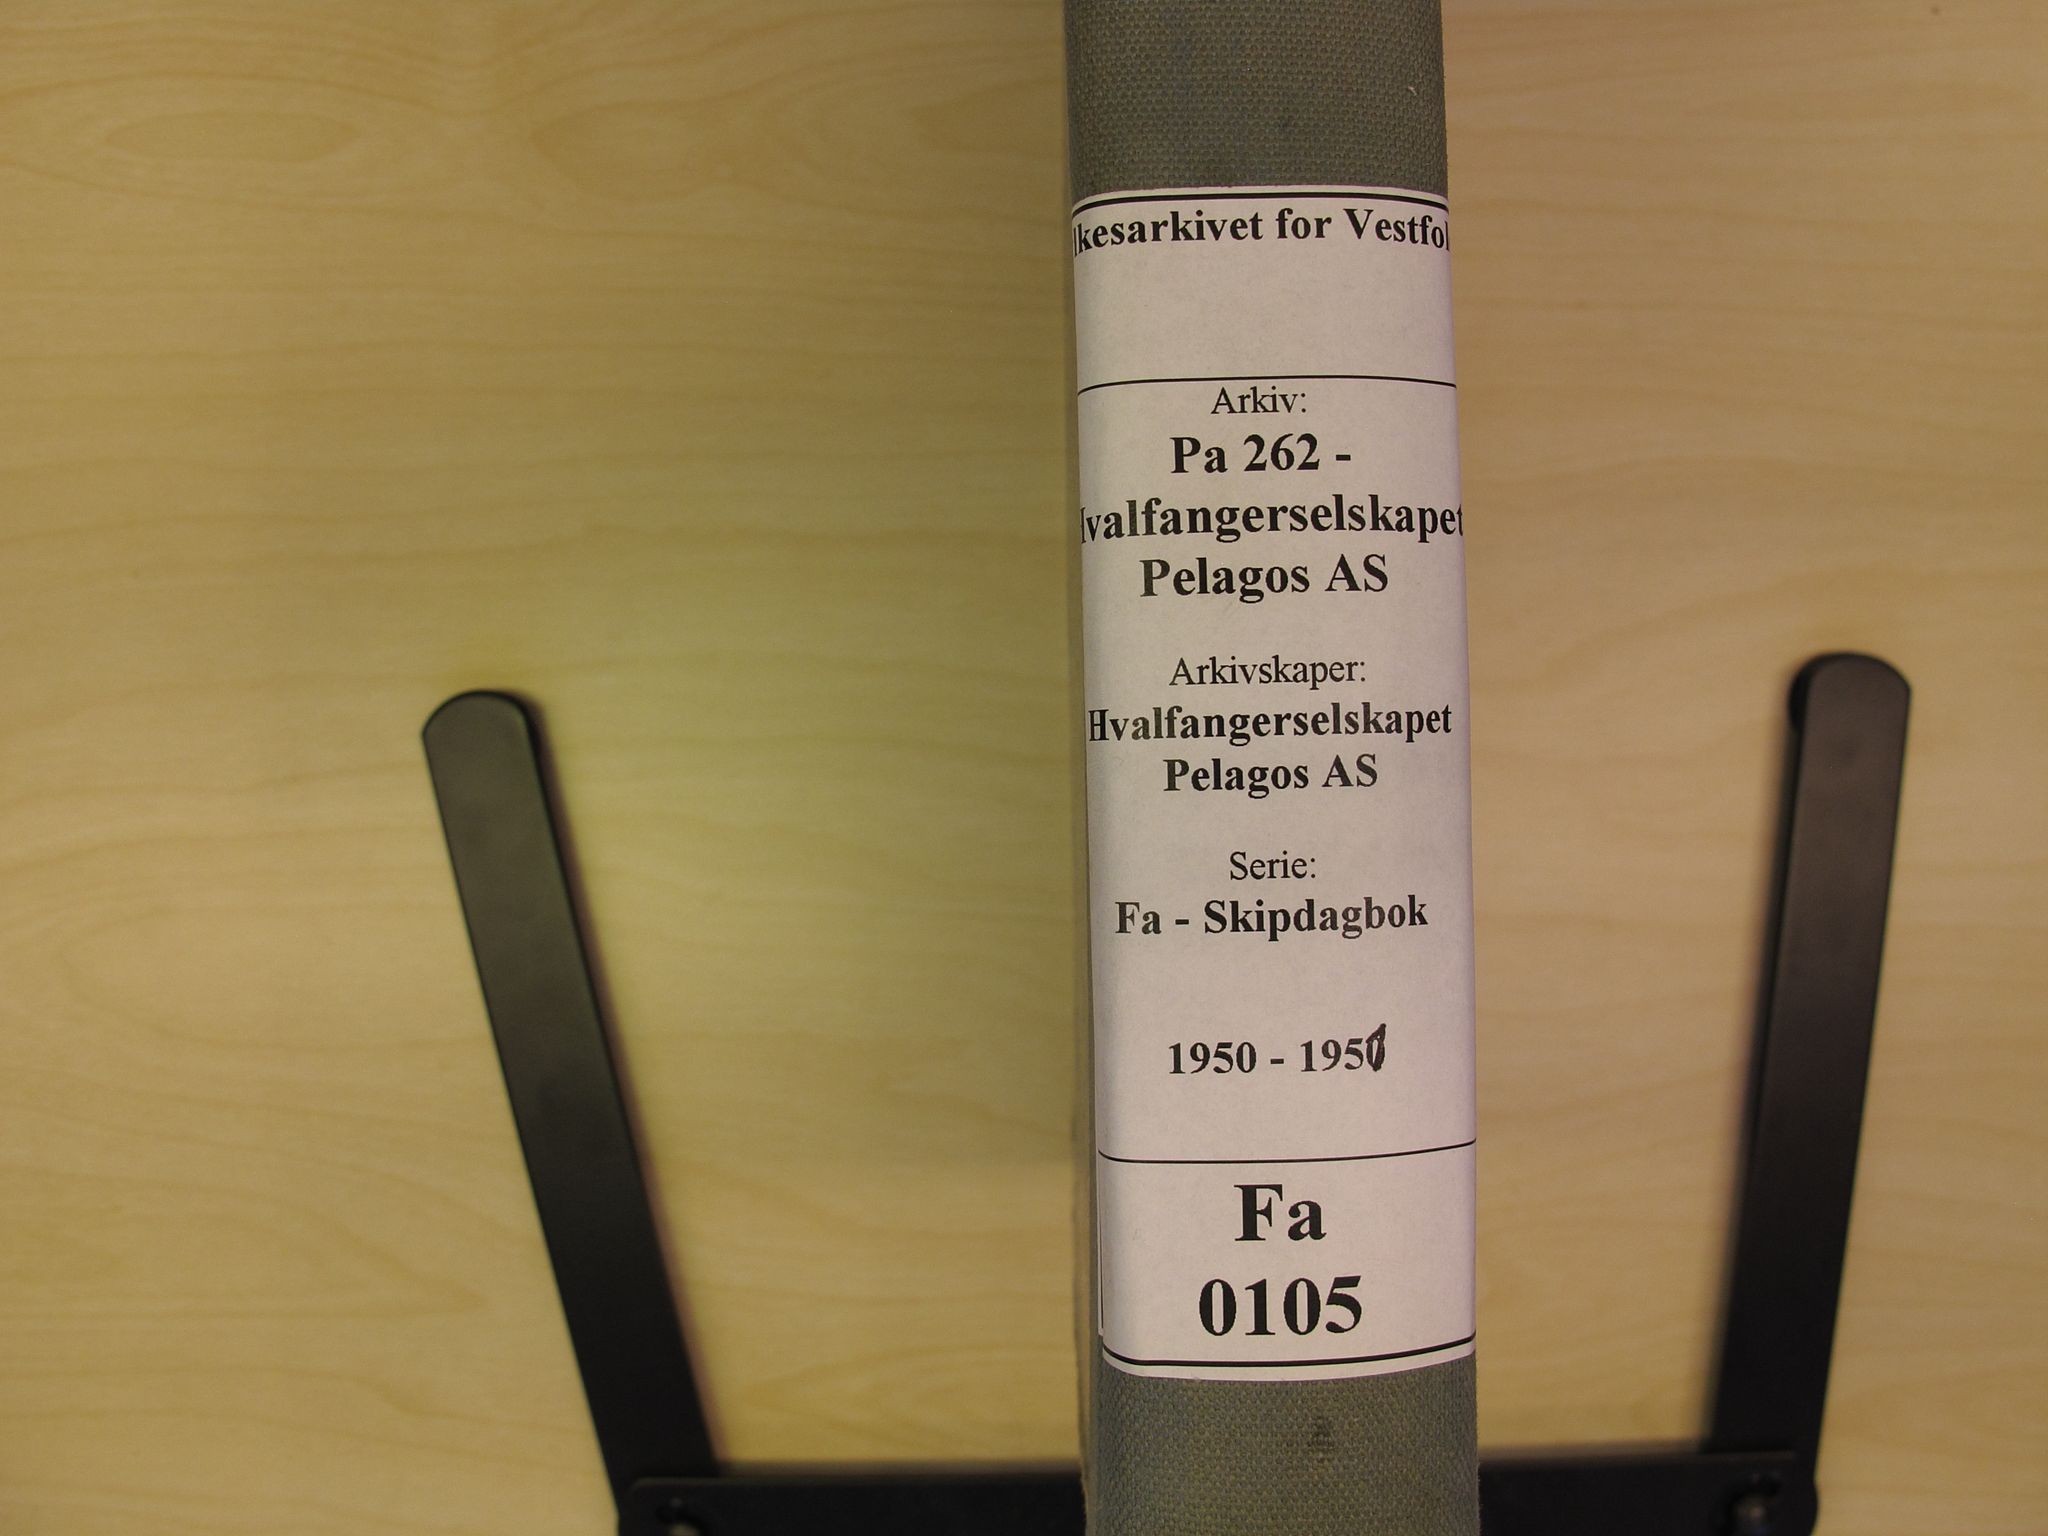 lkesarkivet for Vestfol
Arkiv:
Pa 262 -
Hvalfangerselskapet
Pelagos AS
Arkivskaper:
Hvalfangerselskapet
Pelagos AS
Serie:
Fa - Skipdagbok
1950 - 1951
Fa
0105